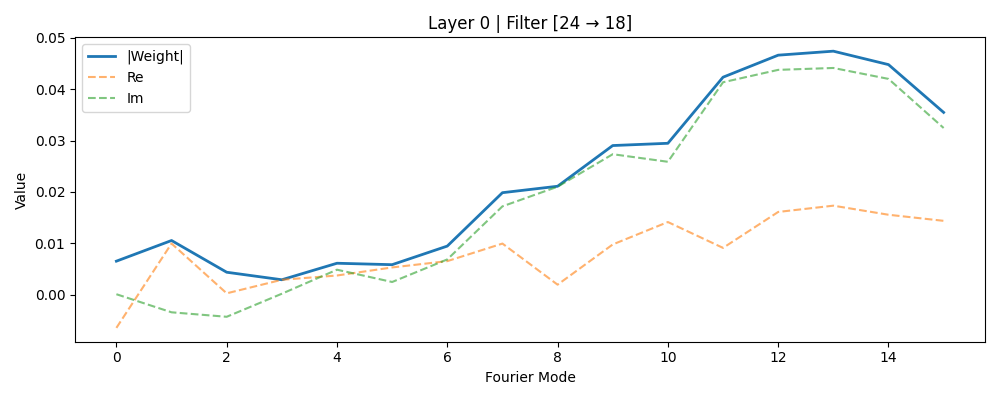 Layer 0 | Filter [24 → 18]
|Weight|
Re
Im
Value
0.05
0.04
0.03
0.02
0.01
0.00
0 2 4 6 8 10 12 14
Fourier Mode